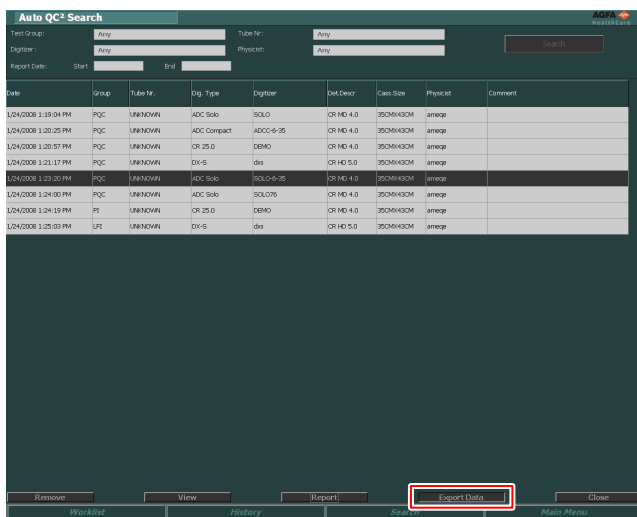 Auto QC² Search
AGFA
HealthCare
Test Group: Any Tube Nr: Any
Digitizer: Any Physicist: Any
Search
Report Date: Start End
Date Group Tube Nr. Dig. Type Digitizer Det.Descr Cass.Size Physicist Comment
1/24/2008 1:19:04 PM PQC UNKNOWN ADC Solo SOLO CR MD 4.0 35CMX43CM ameqe
1/24/2008 1:20:25 PM PQC UNKNOWN ADC Compact ADCC-6-35 CR MD 4.0 35CMX43CM ameqe
1/24/2008 1:20:57 PM PQC UNKNOWN CR 25.0 DEMO CR MD 4.0 35CMX43CM ameqe
1/24/2008 1:21:17 PM PQC UNKNOWN DX-S dxs CR HD 5.0 35CMX43CM ameqe
1/24/2008 1:23:20 PM PQC UNKNOWN ADC Solo SOLO-6-35 CR MD 4.0 35CMX43CM ameqe
1/24/2008 1:24:00 PM PQC UNKNOWN ADC Solo SOLO76 CR MD 4.0 35CMX43CM ameqe
1/24/2008 1:24:19 PM PI UNKNOWN CR 25.0 DEMO CR MD 4.0 35CMX43CM ameqe
1/24/2008 1:25:03 PM LFI UNKNOWN DX-S dxs CR HD 5.0 35CMX43CM ameqe
Remove View Report Export Data Close
Worklist History Search Main Menu